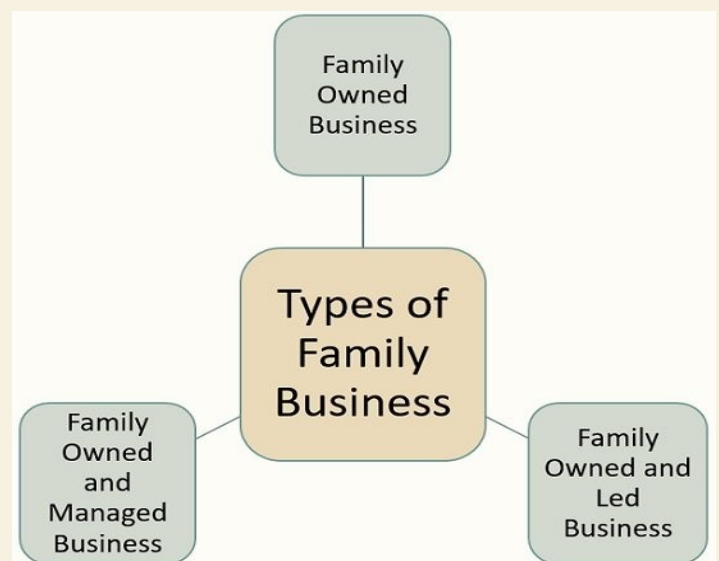 Family
Owned
Business
Types of
Family
Business
Family
Owned
and
Managed
Business
Family
Owned and
Led
Business